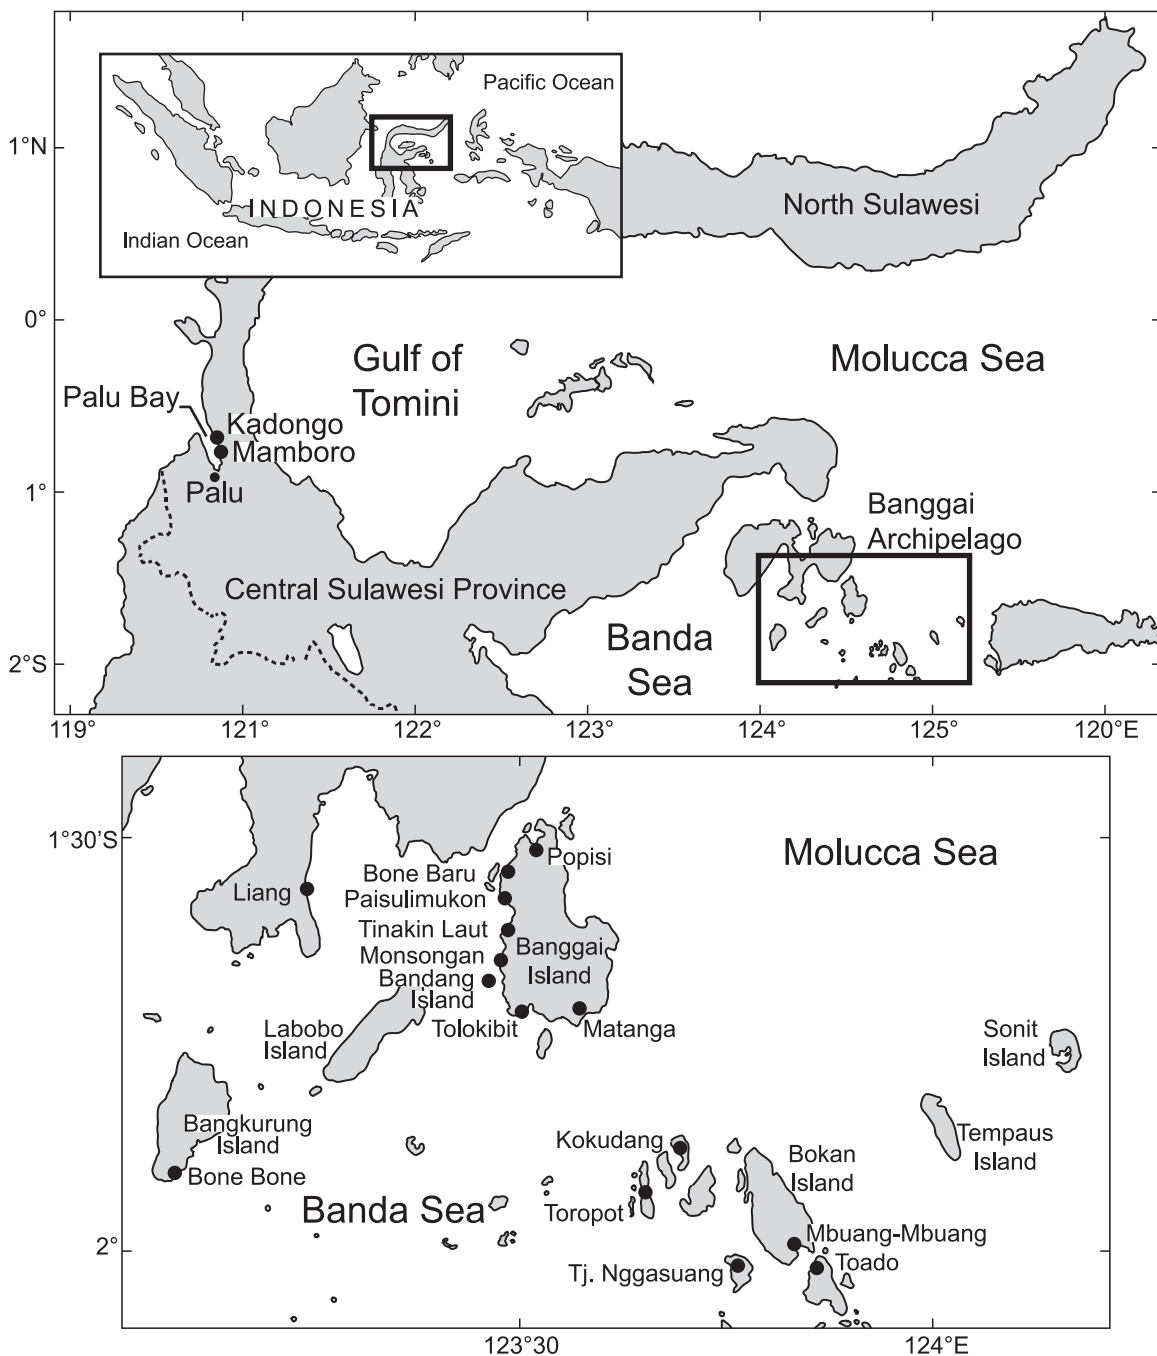 Pacific Ocean
INDONESIA
Indian Ocean
1°N
0°
1°
2°S
North Sulawesi
Gulf of
Tomini
Molucca Sea
Palu Bay
Kadongo
Mamboro
Palu
Banggai
Archipelago
Central Sulawesi Province
Banda
Sea
119°
121°
122°
123°
124°
125°
120°E
1°30'S
2°
Molucca Sea
Popisi
Bone Baru
Liang
Paisulimukon
Tinakin Laut
Monsongan
Banggai
Island
Bandang
Island
Labobo
Island
Tolokibit
Matanga
Sonit
Island
Bangkurung
Island
Bone Bone
Kokudang
Bokan
Island
Tempaus
Island
Banda Sea
Toropot
Mbuang-Mbuang
Toado
Tj. Nggasuang
123°30
124°E